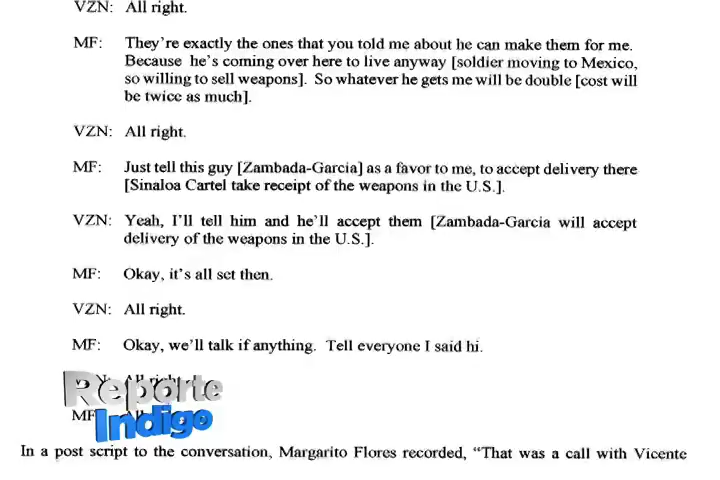 VZN: All right.
MF: They're exactly the ones that you told me about he can make them for me.
Because he's coming over here to live anyway [soldier moving to Mexico,
so willing to sell weapons]. So whatever he gets me will be double [cost will
be twice as much].
VZN: All right.
MF: Just tell this guy [Zambada-Garcia] as a favor to me, to accept delivery there
[Sinaloa Cartel take receipt of the weapons in the U.S.].
VZN: Yeah, I'll tell him and he'll accept them [Zambada-Garcia will accept
delivery of the weapons in the U.S.].
MF: Okay, it's all set then.
VZN: All right.
MF: Okay, we'll talk if anything. Tell everyone I said hi.
Reporte
MF
Indigo
In a post script to the conversation, Margarito Flores recorded, “That was a call with Vicente